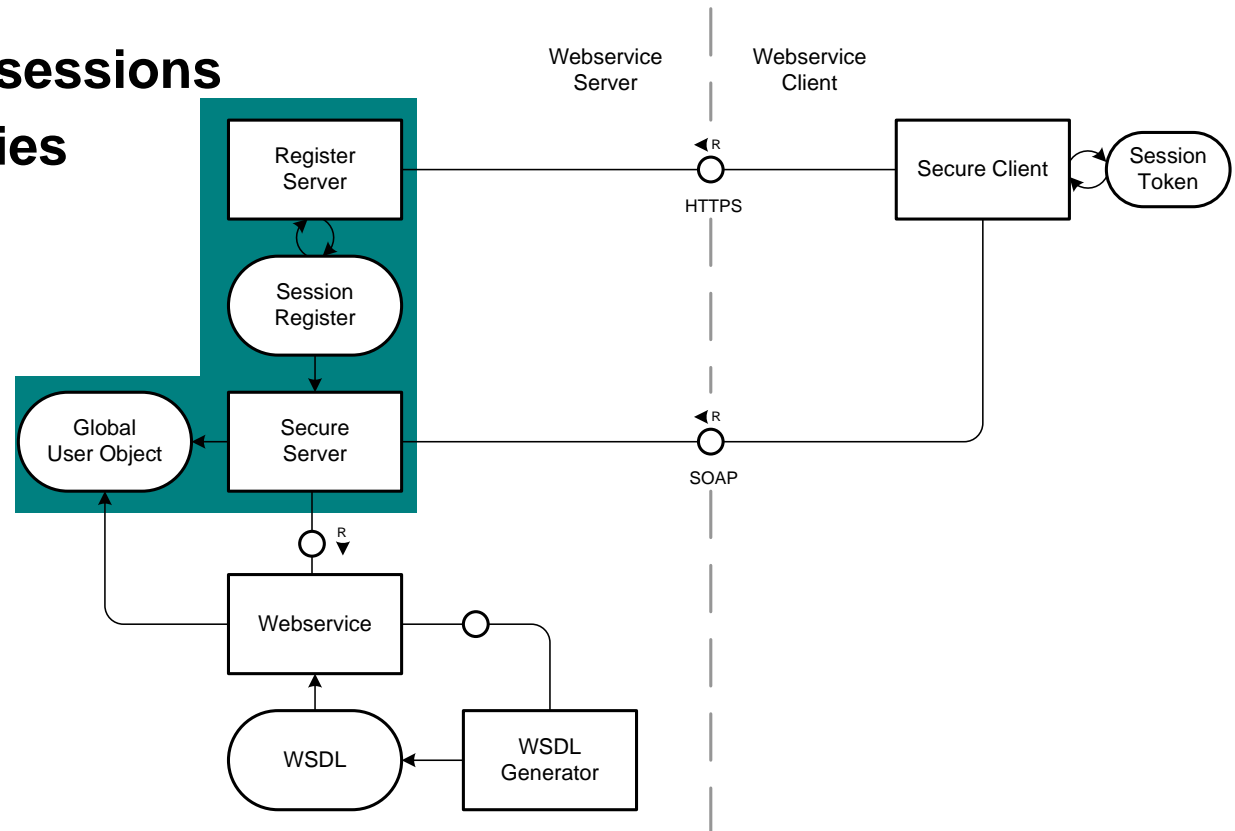 sessions
ies
Webservice
Server
Webservice
Client
Register
Server
R
HTTPS
Secure Client
Session
Token
Session
Register
Global
User Object
Secure
Server
R
SOAP
R
Webservice
WSDL
WSDL
Generator